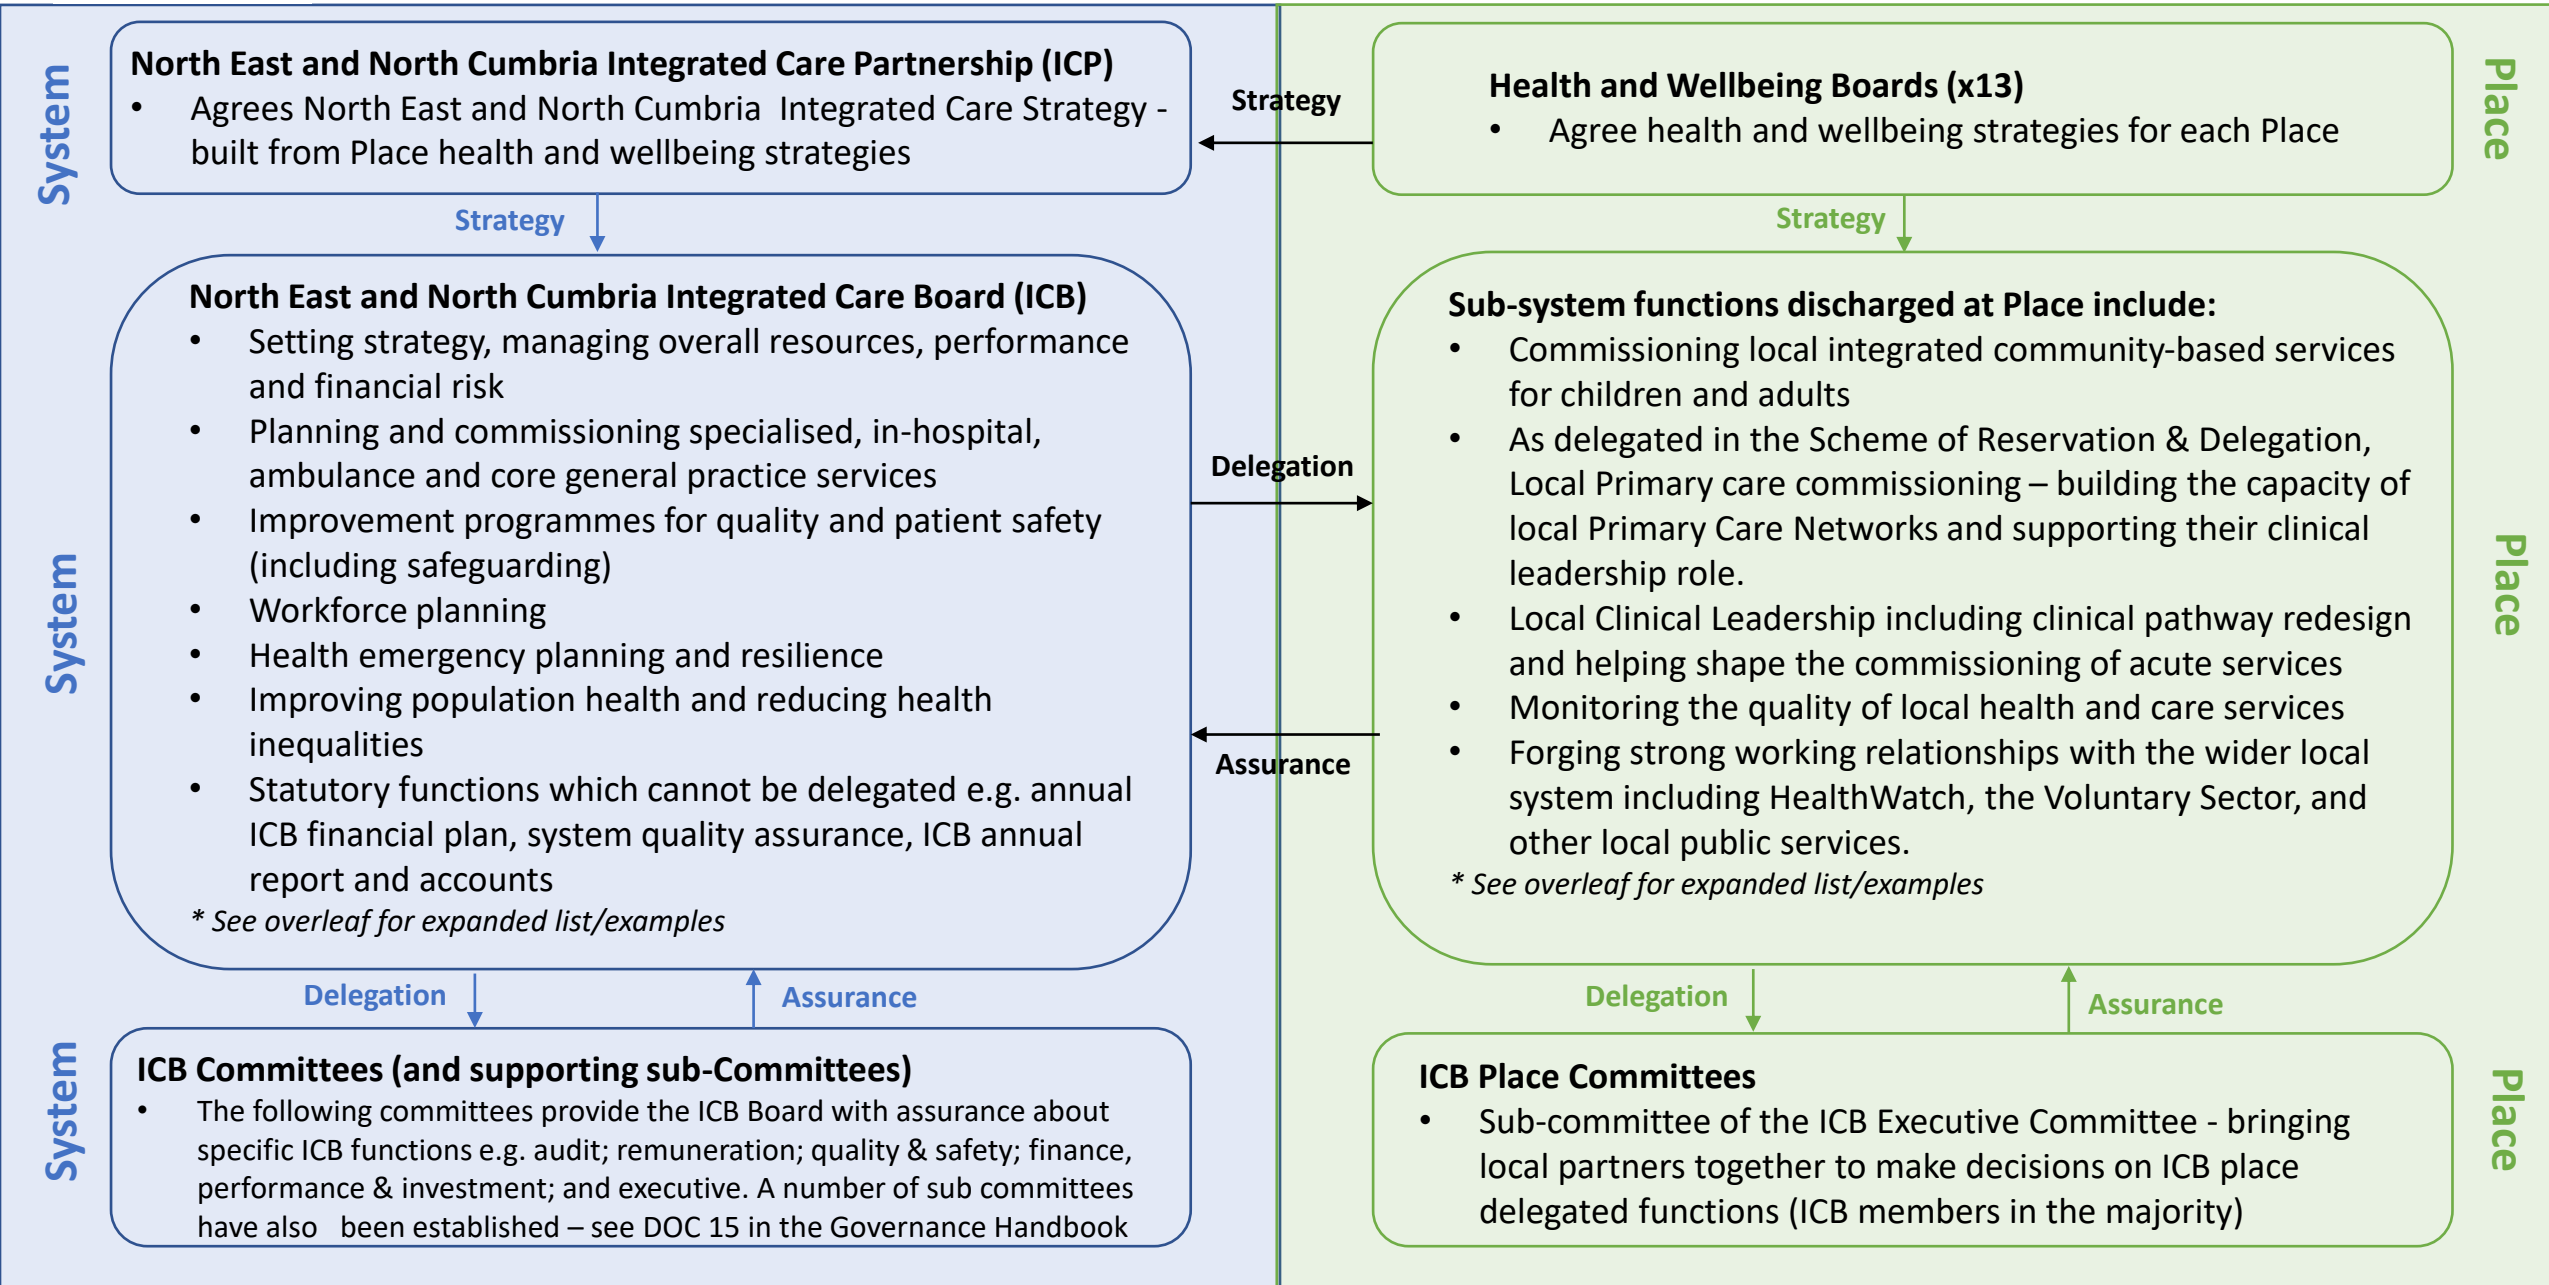 System
North East and North Cumbria Integrated Care Partnership (ICP)
• Agrees North East and North Cumbria  Integrated Care Strategy -
built from Place health and wellbeing strategies
Strategy
Health and Wellbeing Boards (x13)
• Agree health and wellbeing strategies for each Place
Place
Strategy
Strategy
System
North East and North Cumbria Integrated Care Board (ICB)
• Setting strategy, managing overall resources, performance
and financial risk
• Planning and commissioning specialised, in-hospital,
ambulance and core general practice services
• Improvement programmes for quality and patient safety
(including safeguarding)
• Workforce planning
• Health emergency planning and resilience
• Improving population health and reducing health
inequalities
• Statutory functions which cannot be delegated e.g. annual
ICB financial plan, system quality assurance, ICB annual
report and accounts
* See overleaf for expanded list/examples
Delegation
Assurance
Sub-system functions discharged at Place include:
• Commissioning local integrated community-based services
for children and adults
• As delegated in the Scheme of Reservation & Delegation,
Local Primary care commissioning – building the capacity of
local Primary Care Networks and supporting their clinical
leadership role.
• Local Clinical Leadership including clinical pathway redesign
and helping shape the commissioning of acute services
• Monitoring the quality of local health and care services
• Forging strong working relationships with the wider local
system including HealthWatch, the Voluntary Sector, and
other local public services.
* See overleaf for expanded list/examples
Place
Delegation
Assurance
Delegation
Assurance
System
ICB Committees (and supporting sub-Committees)
• The following committees provide the ICB Board with assurance about
specific ICB functions e.g. audit; remuneration; quality & safety; finance,
performance & investment; and executive. A number of sub committees
have also   been established – see DOC 15 in the Governance Handbook
ICB Place Committees
• Sub-committee of the ICB Executive Committee - bringing
local partners together to make decisions on ICB place
delegated functions (ICB members in the majority)
Place